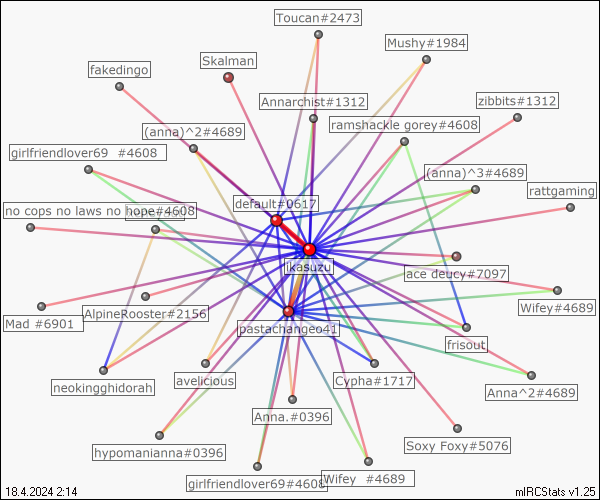 Toucan#2473
Mushy#1984
Skalman
fakedingo
Annarchist#1312
zibbits#1312
ramshackle gorey#4608
(anna)^2#4689
girlfriendlover69 #4608
(anna)^3#4689
rattgaming
default#0617
no cops no laws no hope#4608
ikasuzu
ace deucy#7097
Wifey#4689
Mad #6901
AlpineRooster#2156
pastachangeo41
frisout
neokingghidorah
avelicious
Cypha#1717
Anna^2#4689
Anna.#0396
hypomanianna#0396
Soxy Foxy#5076
girlfriendlover69#4608
Wifey #4689
18.4.2024 2:14
mIRCStats v1.25